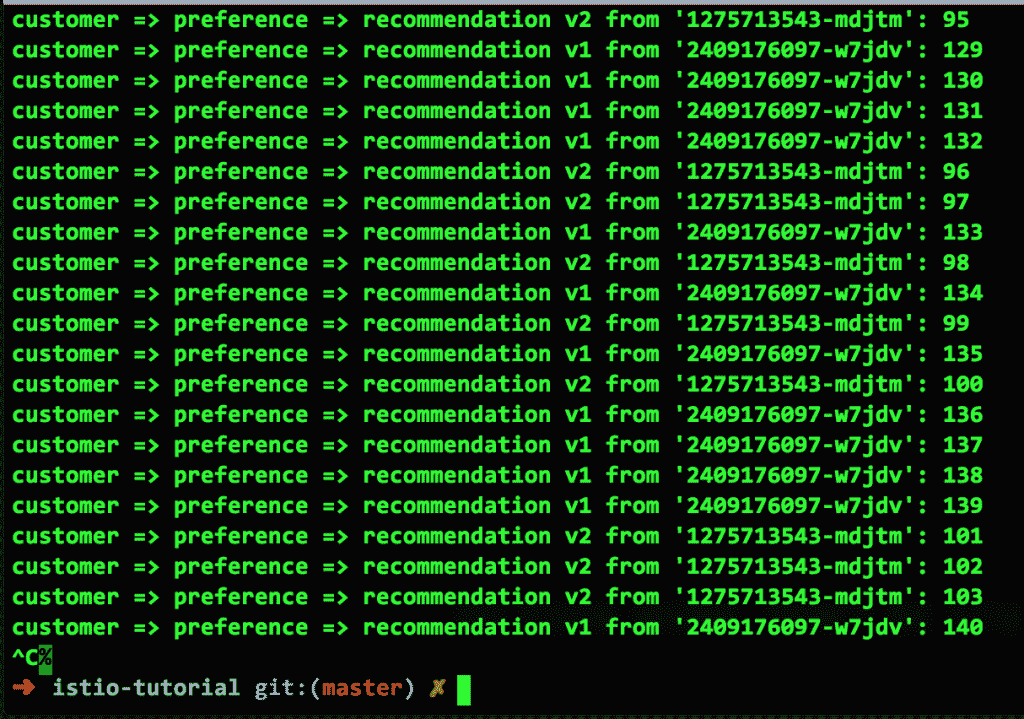 customer => preference => recommendation v2 from '1275713543-mdjtm': 95
customer => preference => recommendation v1 from '2409176097-w7jdv': 129
customer => preference => recommendation v1 from '2409176097-w7jdv': 130
customer => preference => recommendation v1 from '2409176097-w7jdv': 131
customer => preference => recommendation v1 from '2409176097-w7jdv': 132
customer => preference => recommendation v2 from '1275713543-mdjtm': 96
customer => preference => recommendation v2 from '1275713543-mdjtm': 97
customer => preference => recommendation v1 from '2409176097-w7jdv': 133
customer => preference => recommendation v2 from '1275713543-mdjtm': 98
customer => preference => recommendation v1 from '2409176097-w7jdv': 134
customer => preference => recommendation v2 from '1275713543-mdjtm': 99
customer => preference => recommendation v1 from '2409176097-w7jdv': 135
customer => preference => recommendation v2 from '1275713543-mdjtm': 100
customer => preference => recommendation v1 from '2409176097-w7jdv': 136
customer => preference => recommendation v1 from '2409176097-w7jdv': 137
customer => preference => recommendation v1 from '2409176097-w7jdv': 138
customer => preference => recommendation v1 from '2409176097-w7jdv': 139
customer => preference => recommendation v2 from '1275713543-mdjtm': 101
customer => preference => recommendation v2 from '1275713543-mdjtm': 102
customer => preference => recommendation v2 from '1275713543-mdjtm': 103
customer => preference => recommendation v1 from '2409176097-w7jdv': 140
^C%
➜ istio-tutorial git:(master) ✗